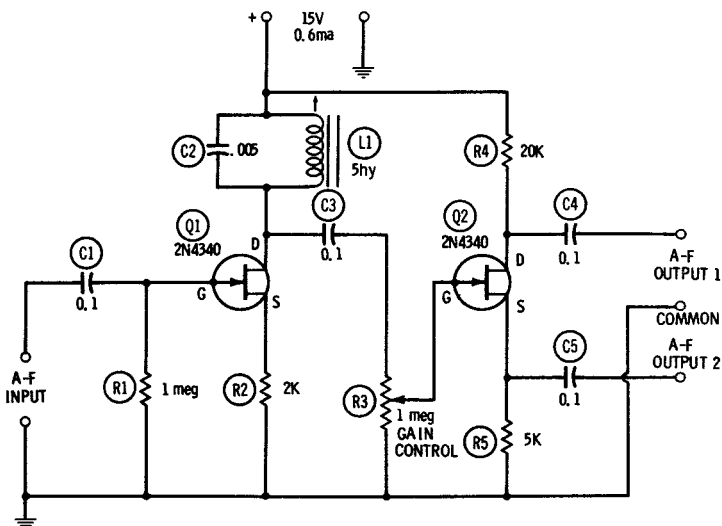 + 15V
0.6ma
C2 .005
L1
5hy
R4 20K
C3
0.1
Q1
2N4340
Q2
2N4340
C4
0.1
C1
0.1
D
G
S
D
G
S
A-F
OUTPUT 1
COMMON
A-F
OUTPUT 2
C5
0.1
A-F
INPUT
R1 1 meg
R2 2K
R3 1 meg
GAIN
CONTROL
R5 5K